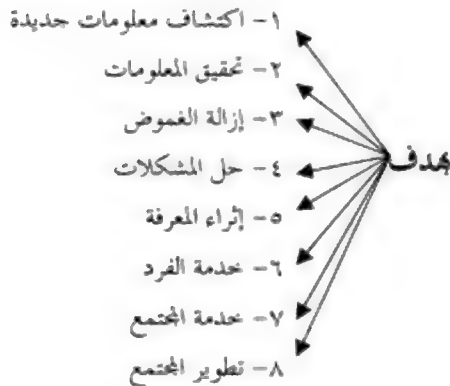 بهدف
١- اكتشاف معلومات جديدة
٢- تحقيق المعلومات
٣- إزالة الغموض
٤- حل المشكلات
٥- إثراء المعرفة
٦- خدمة الفرد
٧- خدمة المجتمع
٨- تطوير المجتمع